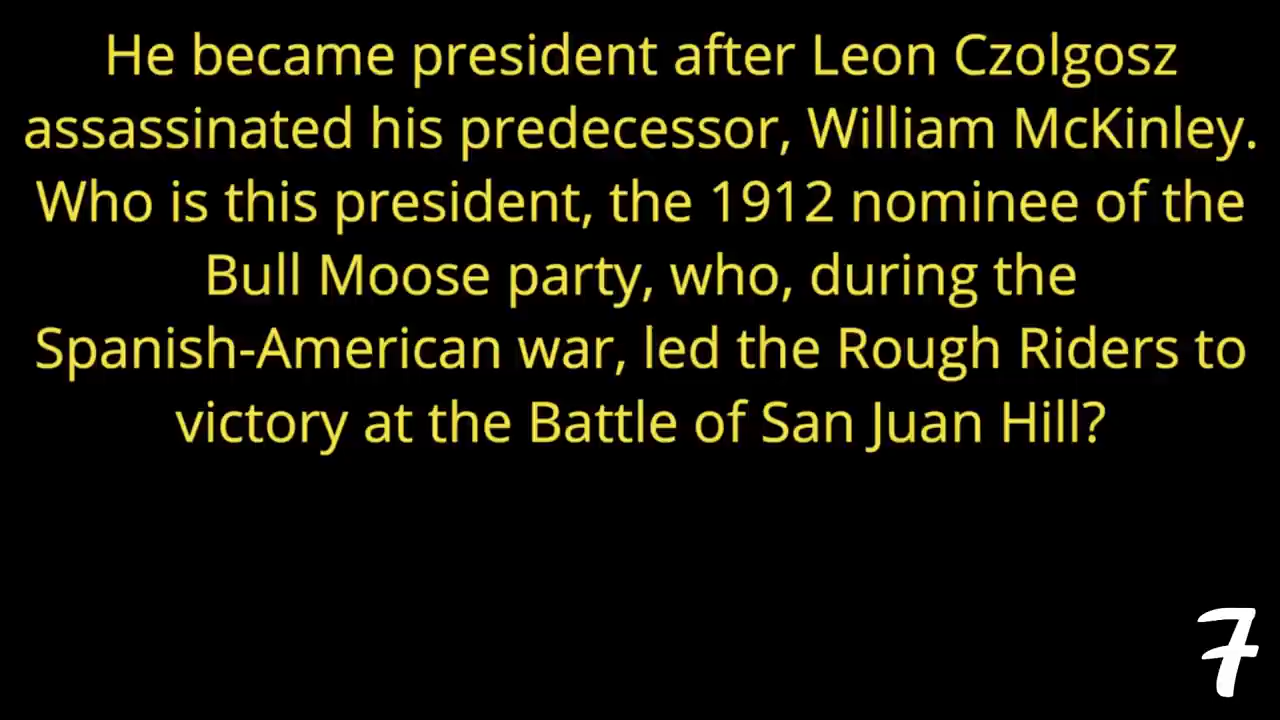 He became president after Leon Czolgosz
assassinated his predecessor, William McKinley.
Who is this president, the 1912 nominee of the
Bull Moose party, who, during the
Spanish-American war, led the Rough Riders to
victory at the Battle of San Juan Hill?
7